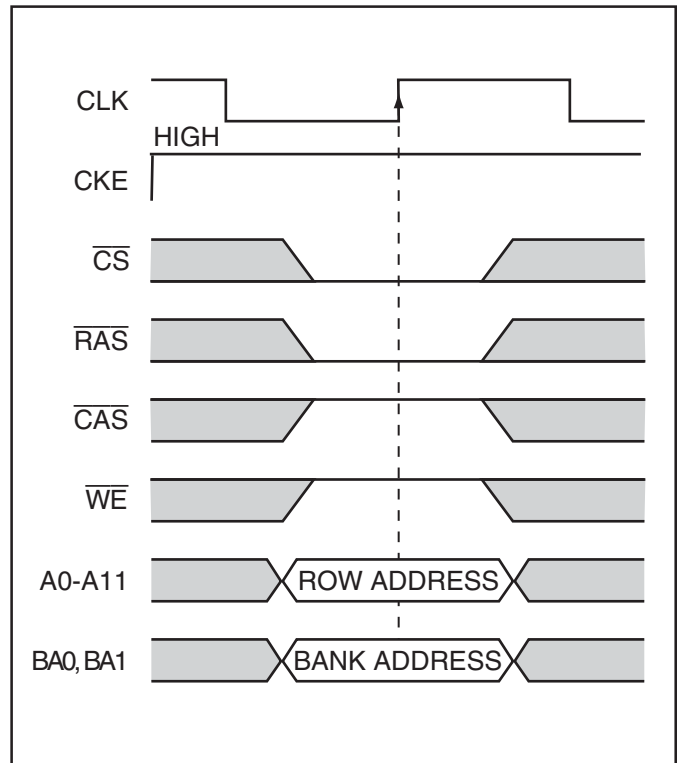 CLK
HIGH
CKE
CS
RAS
CAS
WE
A0-A11 ROW ADDRESS
BA0, BA1 BANK ADDRESS